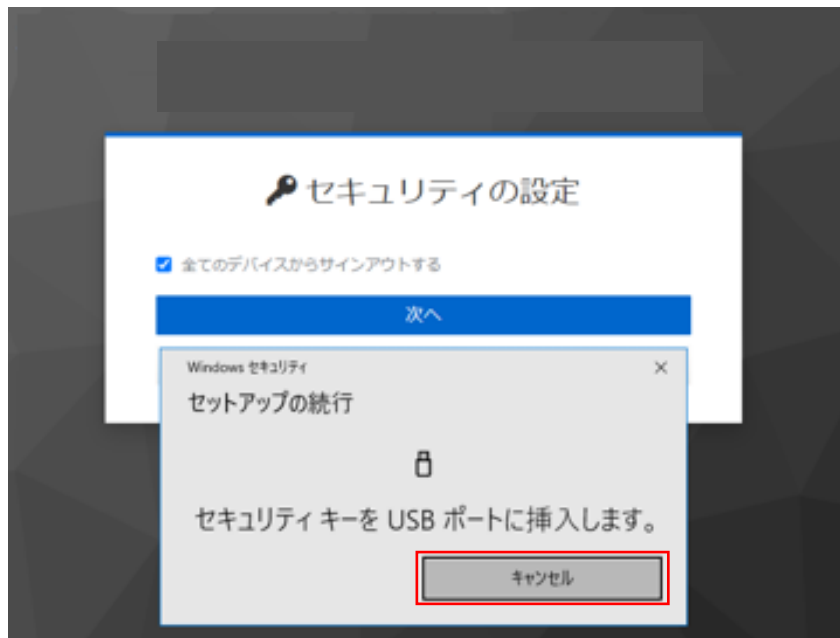 セキュリティの設定
全てのデバイスからサインアウトする
次へ
Windows セキュリティ
セットアップの続行
セキュリティ キーを USB ポートに挿入します。
キャンセル